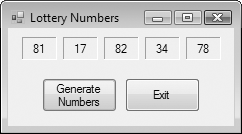 Lottery Numbers
81 17 82 34 78
Generate Exit
Numbers